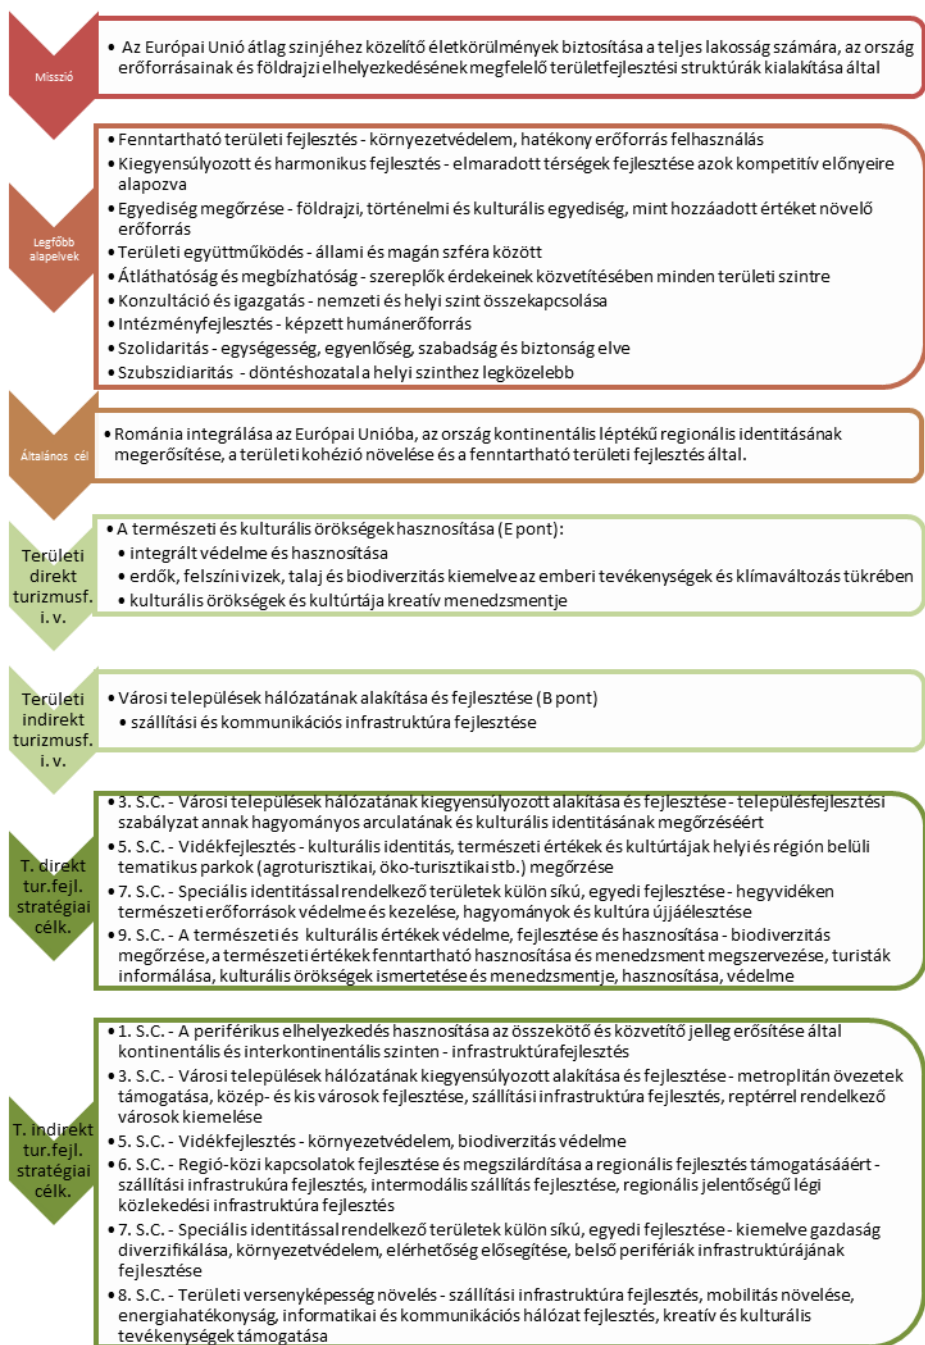 Misszió
• Az Európai Unió átlag szinjéhez közelítő életkörülmények biztosítása a teljes lakosság számára, az ország
erőforrásainak és földrajzi elhelyezkedésének megfelelő területfejlesztési struktúrák kialakítása által
Legfőbb
alapelvek
• Fenntartható területi fejlesztés - környezetvédelem, hatékony erőforrás felhasználás
• Kiegyensúlyozott és harmonikus fejlesztés - elmaradott térségek fejlesztése azok kompetitív előnyeire
alapozva
• Egyediség megőrzése - földrajzi, történelmi és kulturális egyediség, mint hozzáadott értéket növelő
erőforrás
• Területi együttműködés - állami és magán szféra között
• Átláthatóság és megbízhatóság - szereplők érdekeinek közvetítésében minden területi szintre
• Konzultáció és igazgatás - nemzeti és helyi szint összekapcsolása
• Intézményfejlesztés - képzett humánerőforrás
• Szolidaritás - egységesség, egyenlőség, szabadság és biztonság elve
• Szubszidiaritás - döntéshozatal a helyi szinthez legközelebb
Általános cél
• Románia integrálása az Európai Unióba, az ország kontinentális léptékű regionális identitásának
megerősítése, a területi kohézió növelése és a fenntartható területi fejlesztés által.
Területi
direkt
turizmusf.
i. v.
• A természeti és kulturális örökségek hasznosítása (E pont):
• integrált védelme és hasznosítása
• erdők, felszíni vizek, talaj és biodiverzitás kiemelve az emberi tevékenységek és klímaváltozás tükrében
• kulturális örökségek és kultúrtája kreatív menedzsmentje
Területi
indirekt
turizmusf.
i. v.
• Városi települések hálózatának alakítása és fejlesztése (B pont)
• szállítási és kommunikációs infrastruktúra fejlesztése
T. direkt
tur.fejl.
stratégiai
célk.
• 3. S.C. - Városi települések hálózatának kiegyensúlyozott alakítása és fejlesztése - településfejlesztési
szabályzat annak hagyományos arculatának és kulturális identitásának megőrzéséért
• 5. S.C. - Vidékfejlesztés - kulturális identitás, természeti értékek és kultúrtájak helyi és régión belüli
tematikus parkok (agroturisztikai, öko-turisztikai stb.) megőrzése
• 7. S.C. - Speciális identitással rendelkező területek külön síkú, egyedi fejlesztése - hegyvidéken
természeti erőforrások védelme és kezelése, hagyományok és kultúra újjáélesztése
• 9. S.C. - A természeti és kulturális értékek védelme, fejlesztése és hasznosítása - biodiverzitás
megőrzése, a természeti értékek fenntartható hasznosítása és menedzsment megszervezése, turisták
informálása, kulturális örökségek ismertetése és menedzsmentje, hasznosítása, védelme
T. indirekt
tur.fejl.
stratégiai
célk.
• 1. S.C. - A periférikus elhelyezkedés hasznosítása az összekötő és közvetítő jelleg erősítése által
kontinentális és interkontinentális szinten - infrastruktúrafejlesztés
• 3. S.C. - Városi települések hálózatának kiegyensúlyozott alakítása és fejlesztése - metroplitán övezetek
támogatása, közép- és kis városok fejlesztése, szállítási infrastruktúra fejlesztés, reptérrel rendelkező
városok kiemelése
• 5. S.C. - Vidékfejlesztés - környezetvédelem, biodiverzitás védelme
• 6. S.C. - Regió-közi kapcsolatok fejlesztése és megszilárdítása a regionális fejlesztés támogatásááért -
szállítási infrastrukúra fejlesztés, intermodális szállítás fejlesztése, regionális jelentőségű légi
közlekedési infrastruktúra fejlesztés
• 7. S.C. - Speciális identitással rendelkező területek külön síkú, egyedi fejlesztése - kiemelve gazdaság
diverzifikálása, környezetvédelem, elérhetőség elősegítése, belső perifériák infrastruktúrájának
fejlesztése
• 8. S.C. - Területi versenyképesség növelés - szállítási infrastruktúra fejlesztés, mobilitás növelése,
energiahatékonyság, informatikai és kommunikációs hálózat fejlesztés, kreatív és kulturális
tevékenységek támogatása